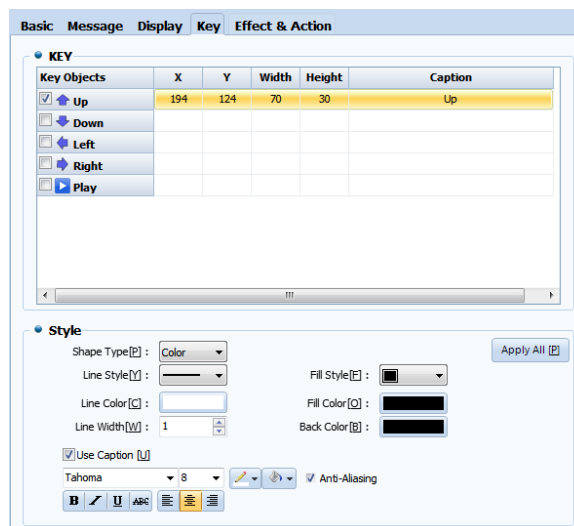 Basic Message Display Key Effect & Action
KEY
Key Objects X Y Width Height Caption
Up 194 124 70 30 Up
Down
Left
Right
Play
Style
Shape Type[P] : Color Apply All [P]
Line Style[Y] : Fill Style[F] :
Line Color[C] : Fill Color[O] :
Line Width[W] : 1 Back Color[B] :
Use Caption [U]
Tahoma 8 Anti-Aliasing
B I U ABC